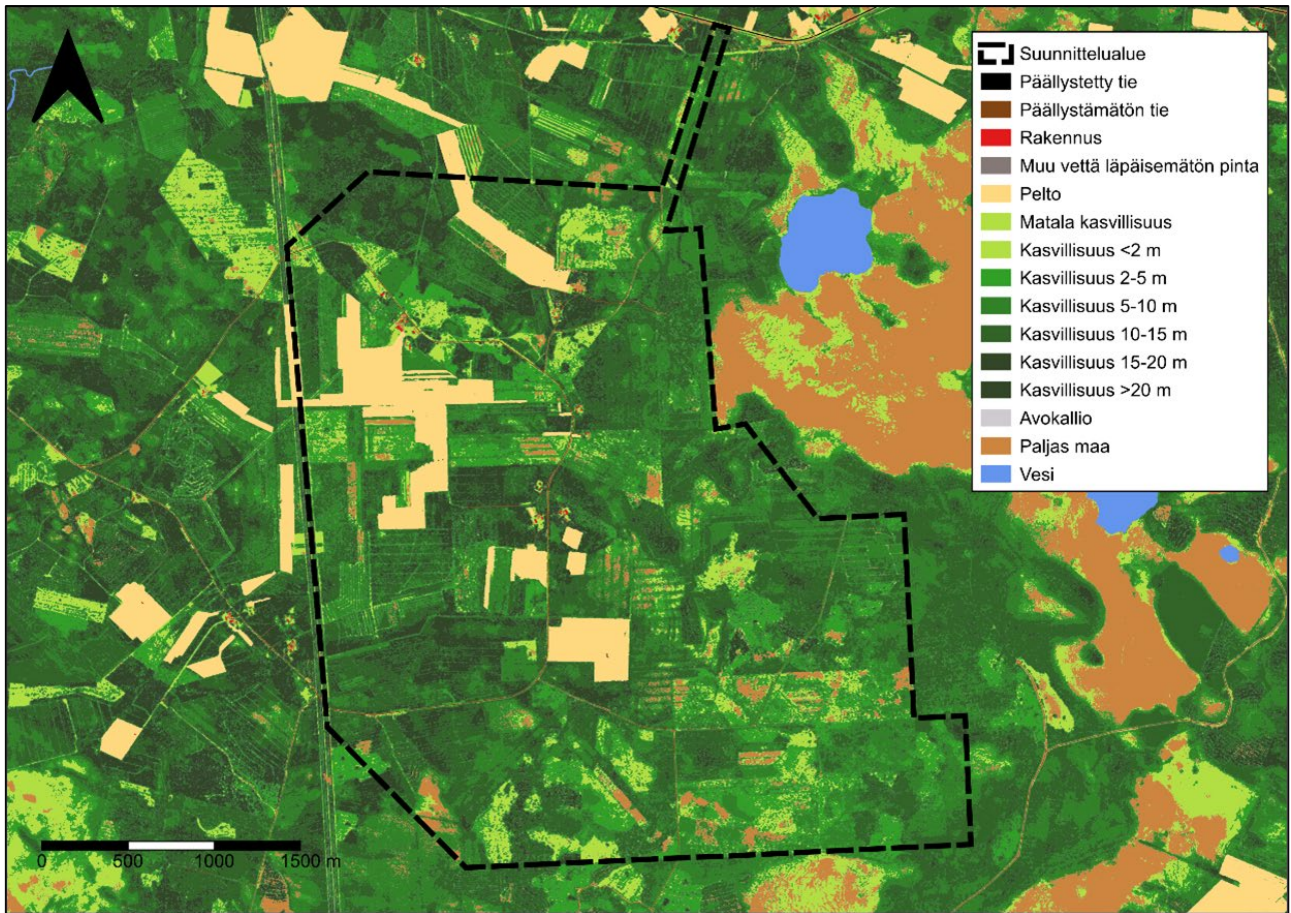 Suunnittelualue
Päällystetty tie
Päällystämätön tie
Rakennus
Muu vettä läpäisemätön pinta
Pelto
Matala kasvillisuus
Kasvillisuus <2 m
Kasvillisuus 2-5 m
Kasvillisuus 5-10 m
Kasvillisuus 10-15 m
Kasvillisuus 15-20 m
Kasvillisuus >20 m
Avokallio
Paljas maa
Vesi
0 500 1000 1500 m